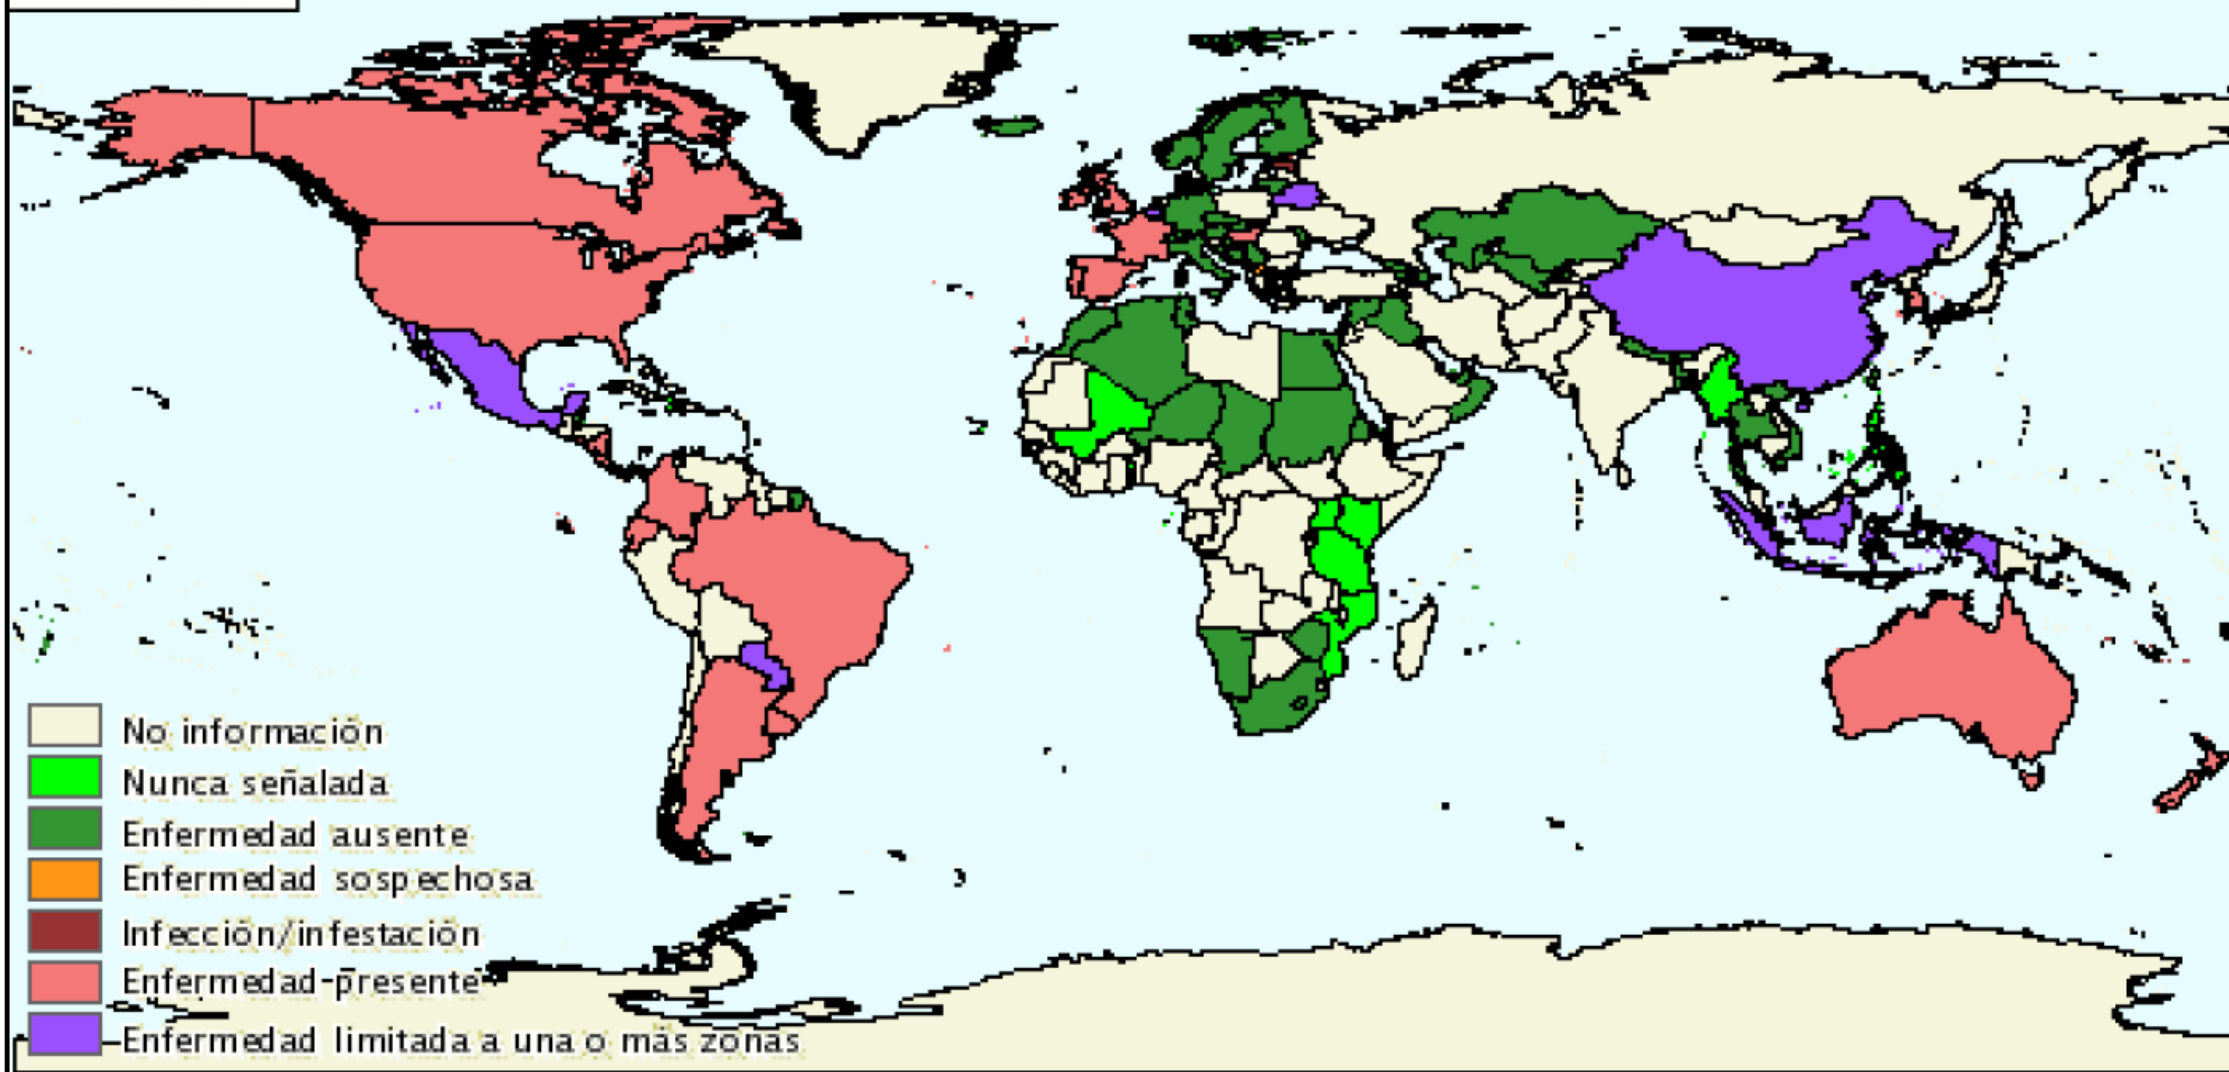 No información
Nunca señalada
Enfermedad ausente
Enfermedad sospechosa
Infección/infestación
Enfermedad presente
Enfermedad limitada a una o más zonas